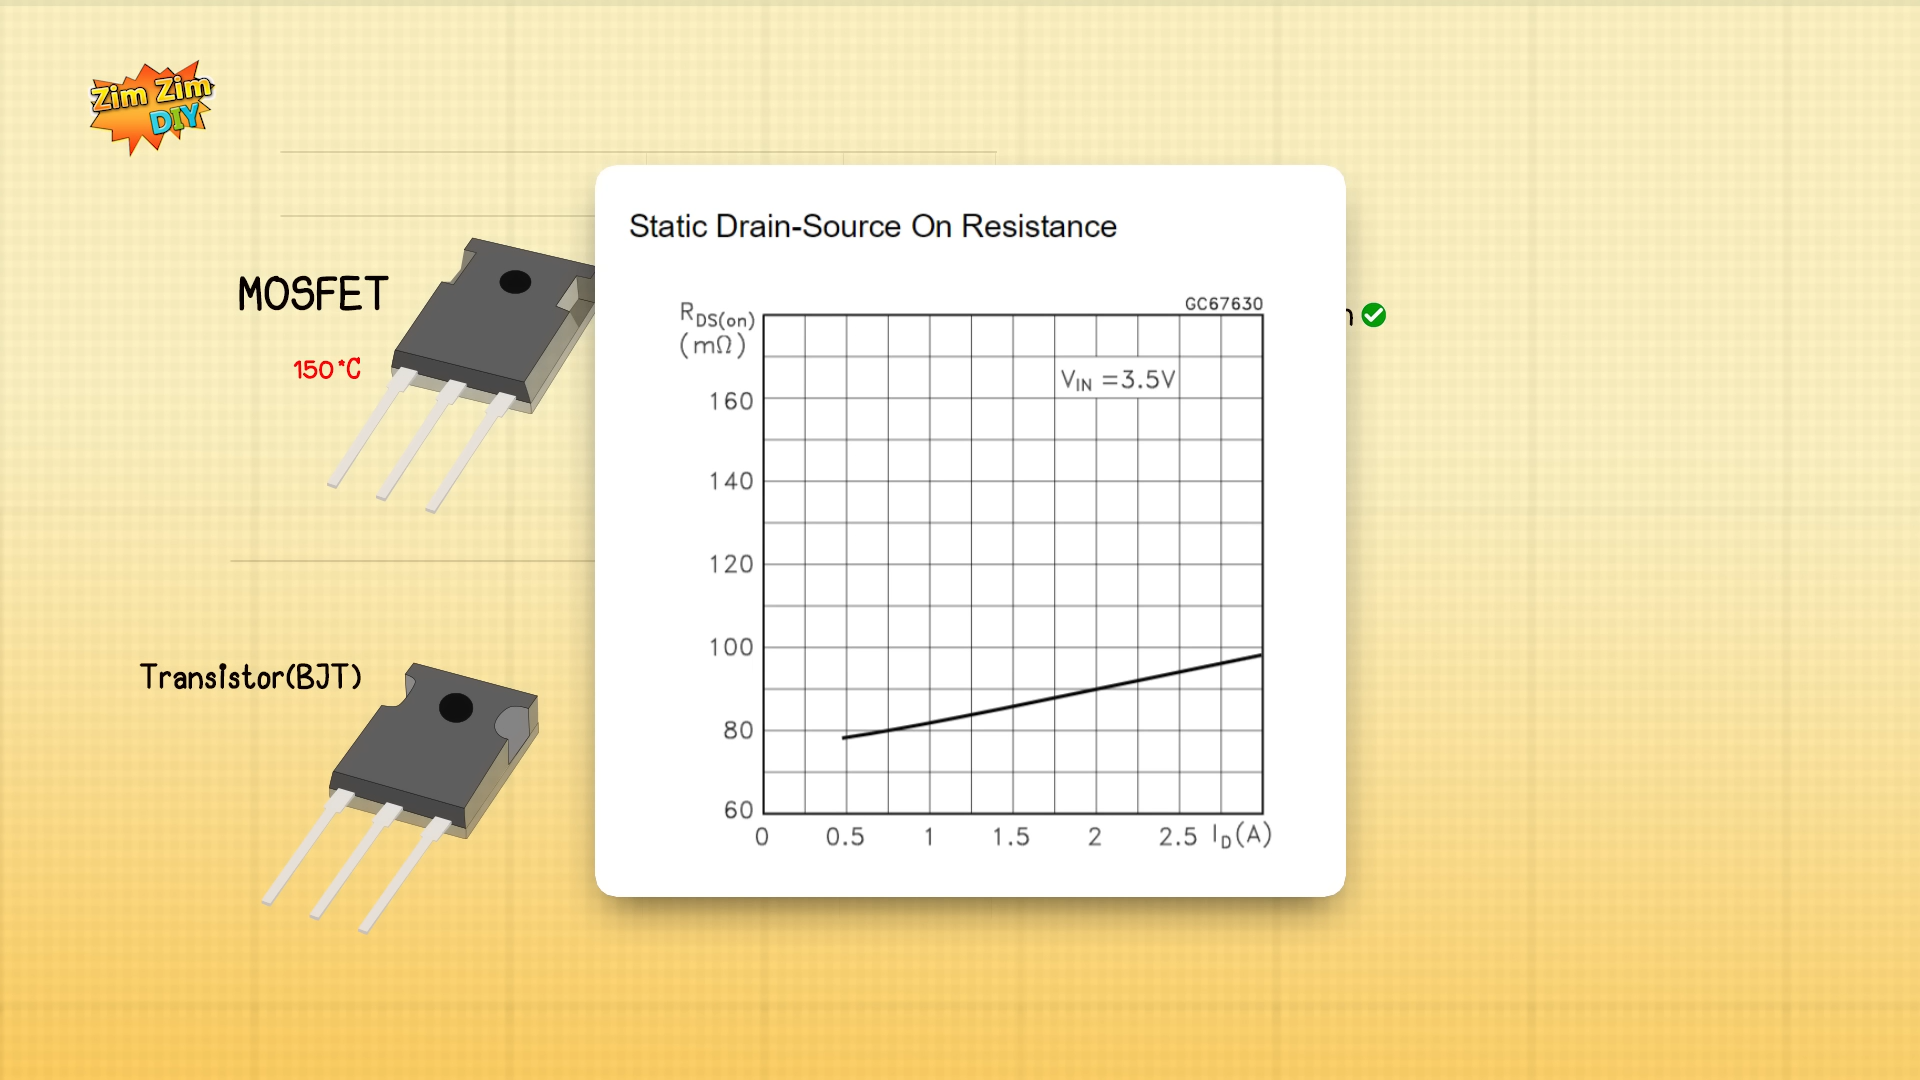 Zim Zim
DIY
MOSFET
150°C
Transistor(BJT)
Static Drain-Source On Resistance
GC67630
RDS(on)
(mΩ)
VIN =3.5V
160
140
120
100
80
60
0 0.5 1 1.5 2 2.5 ID(A)